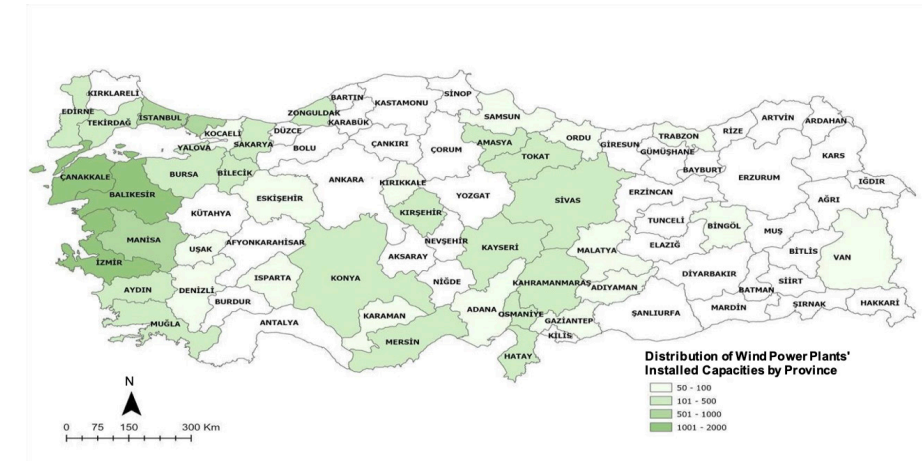 KIRKLARELİ
EDİRNE
TEKİRDAĞ
İSTANBUL
KOCAELİ
YALOVA
SAKARYA
DÜZCE
ZONGULDAK
BARTIN
KARABÜK
KASTAMONU
SİNOP
SAMSUN
ORDU
GİRESUN
TRABZON
GÜMÜŞHANE
RİZE
ARTVİN
ARDAHAN
KARS
BAYBURT
BOLU
ÇANKIRI
ÇORUM
AMASYA
TOKAT
ERZİNCAN
ERZURUM
IĞDIR
AĞRI
ÇANAKKALE
BALIKESİR
BURSA
BİLECİK
ESKİŞEHİR
ANKARA
KIRIKKALE
YOZGAT
SİVAS
KÜTAHYA
KIRŞEHİR
TUNCELİ
BİNGÖL
MUŞ
MANİSA
UŞAK
AFYONKARAHİSAR
AKSARAY
NEVŞEHİR
KAYSERİ
MALATYA
ELAZIĞ
BİTLİS
VAN
İZMİR
AYDIN
DENİZLİ
ISPARTA
BURDUR
KONYA
NİĞDE
KAHRAMANMARAŞ
ADIYAMAN
DİYARBAKIR
BATMAN
SİİRT
MARDİN
ŞIRNAK
HAKKARİ
MUĞLA
ANTALYA
KARAMAN
MERSİN
ADANA
OSMANİYE
GAZİANTEP
KİLİS
ŞANLIURFA
HATAY
N
0 75 150 300 Km
Distribution of Wind Power Plants'
Installed Capacities by Province
50 - 100
101 - 500
501 - 1000
1001 - 2000